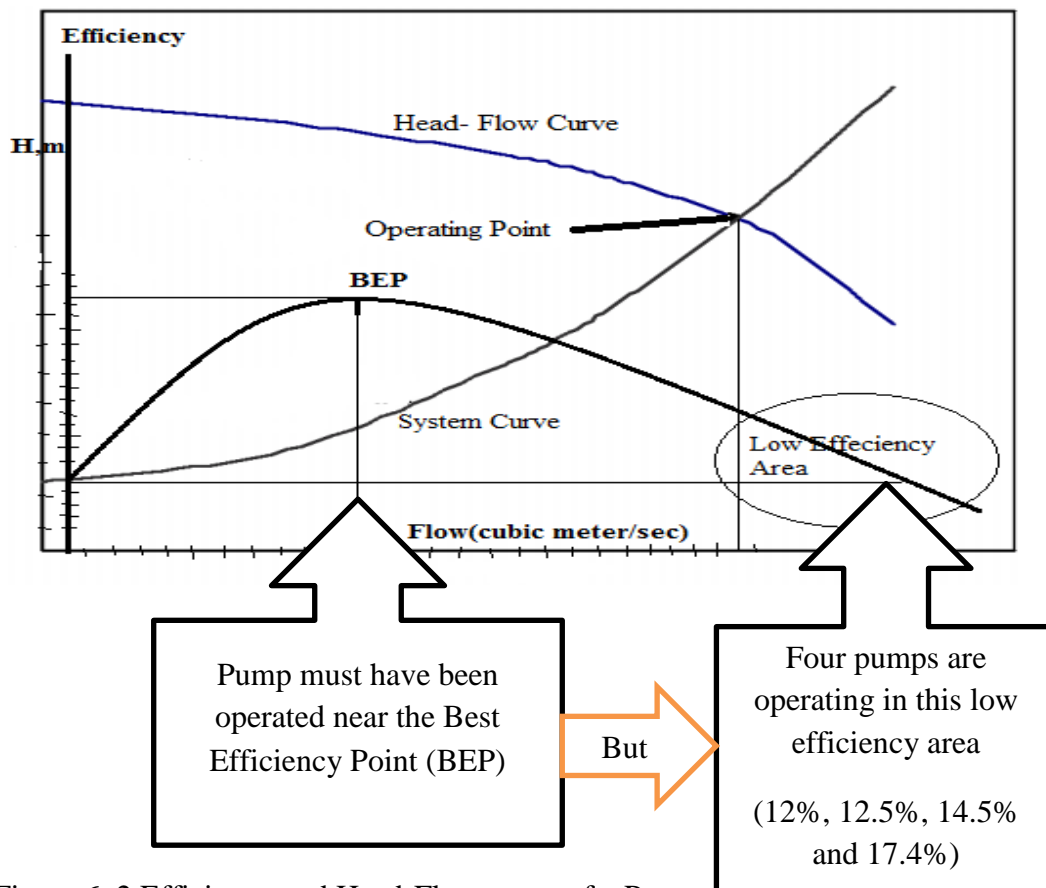 Efficiency
Head- Flow Curve
H,m
Operating Point
BEP
System Curve
Low Effeciency
Area
Flow(cubic meter/sec)
Pump must have been
operated near the Best
Efficiency Point (BEP)
But
Four pumps are
operating in this low
efficiency area
(12%, 12.5%, 14.5%
and 17.4%)